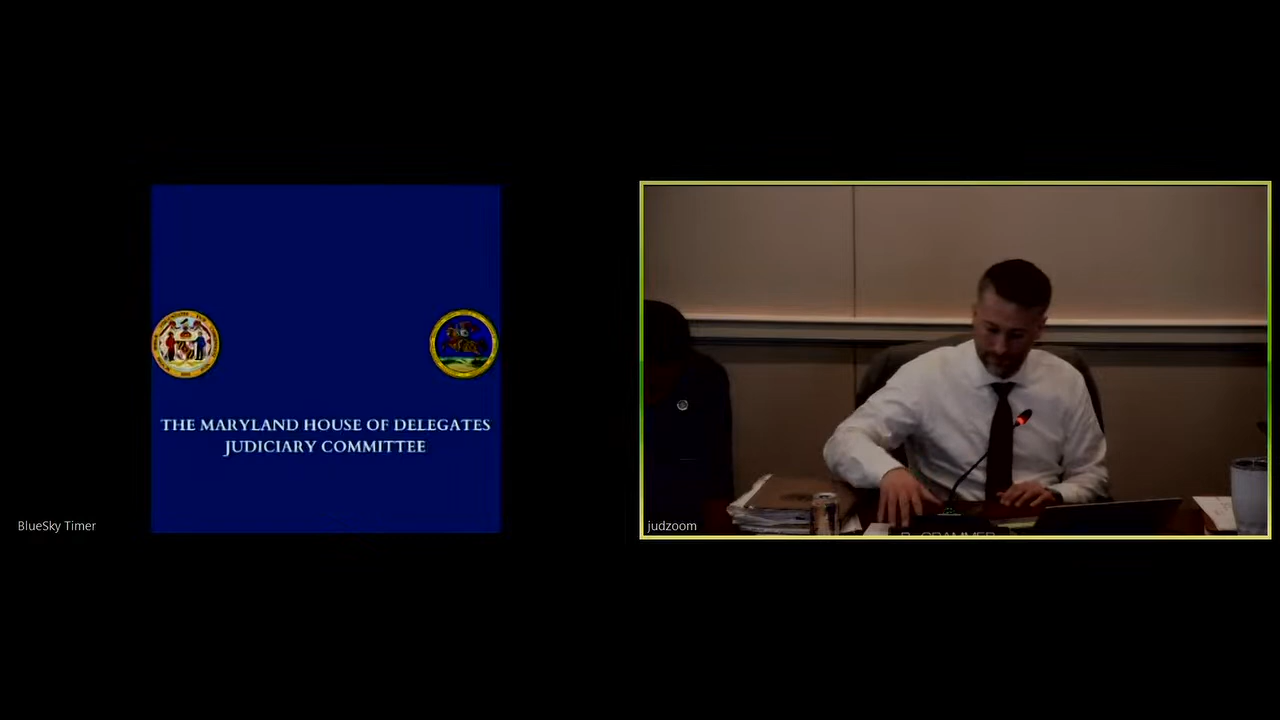 THE MARYLAND HOUSE OF DELEGATES
JUDICIARY COMMITTEE
BlueSky Timer
judzoom